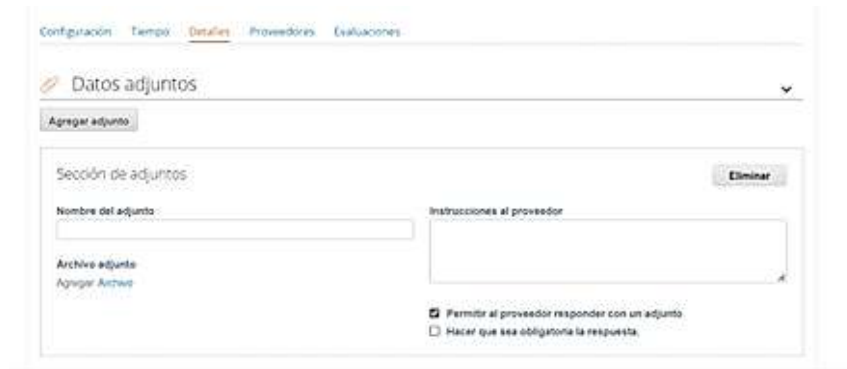 Configuración Tiempo Detalles Proveedores Evaluaciones
Datos adjuntos
Agregar adjunto
Sección de adjuntos
Eliminar
Nombre del adjunto
Instrucciones al proveedor
Archivo adjunto
Agregar Archivo
Permitir al proveedor responder con un adjunto
Hacer que sea obligatoria la respuesta.